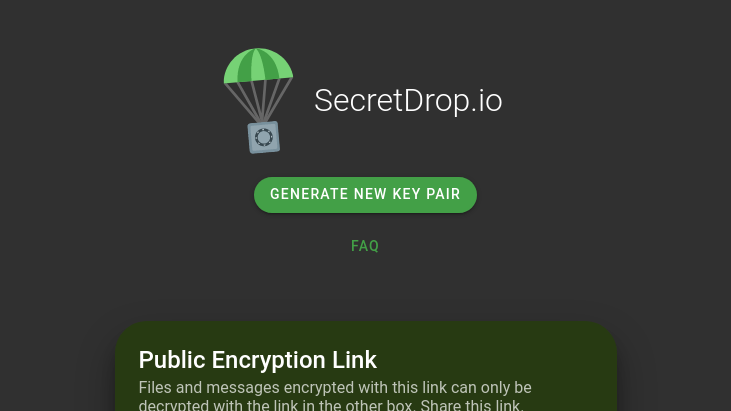 SecretDrop.io
GENERATE NEW KEY PAIR
FAQ
Public Encryption Link
Files and messages encrypted with this link can only be
decrypted with the link in the other box. Share this link.